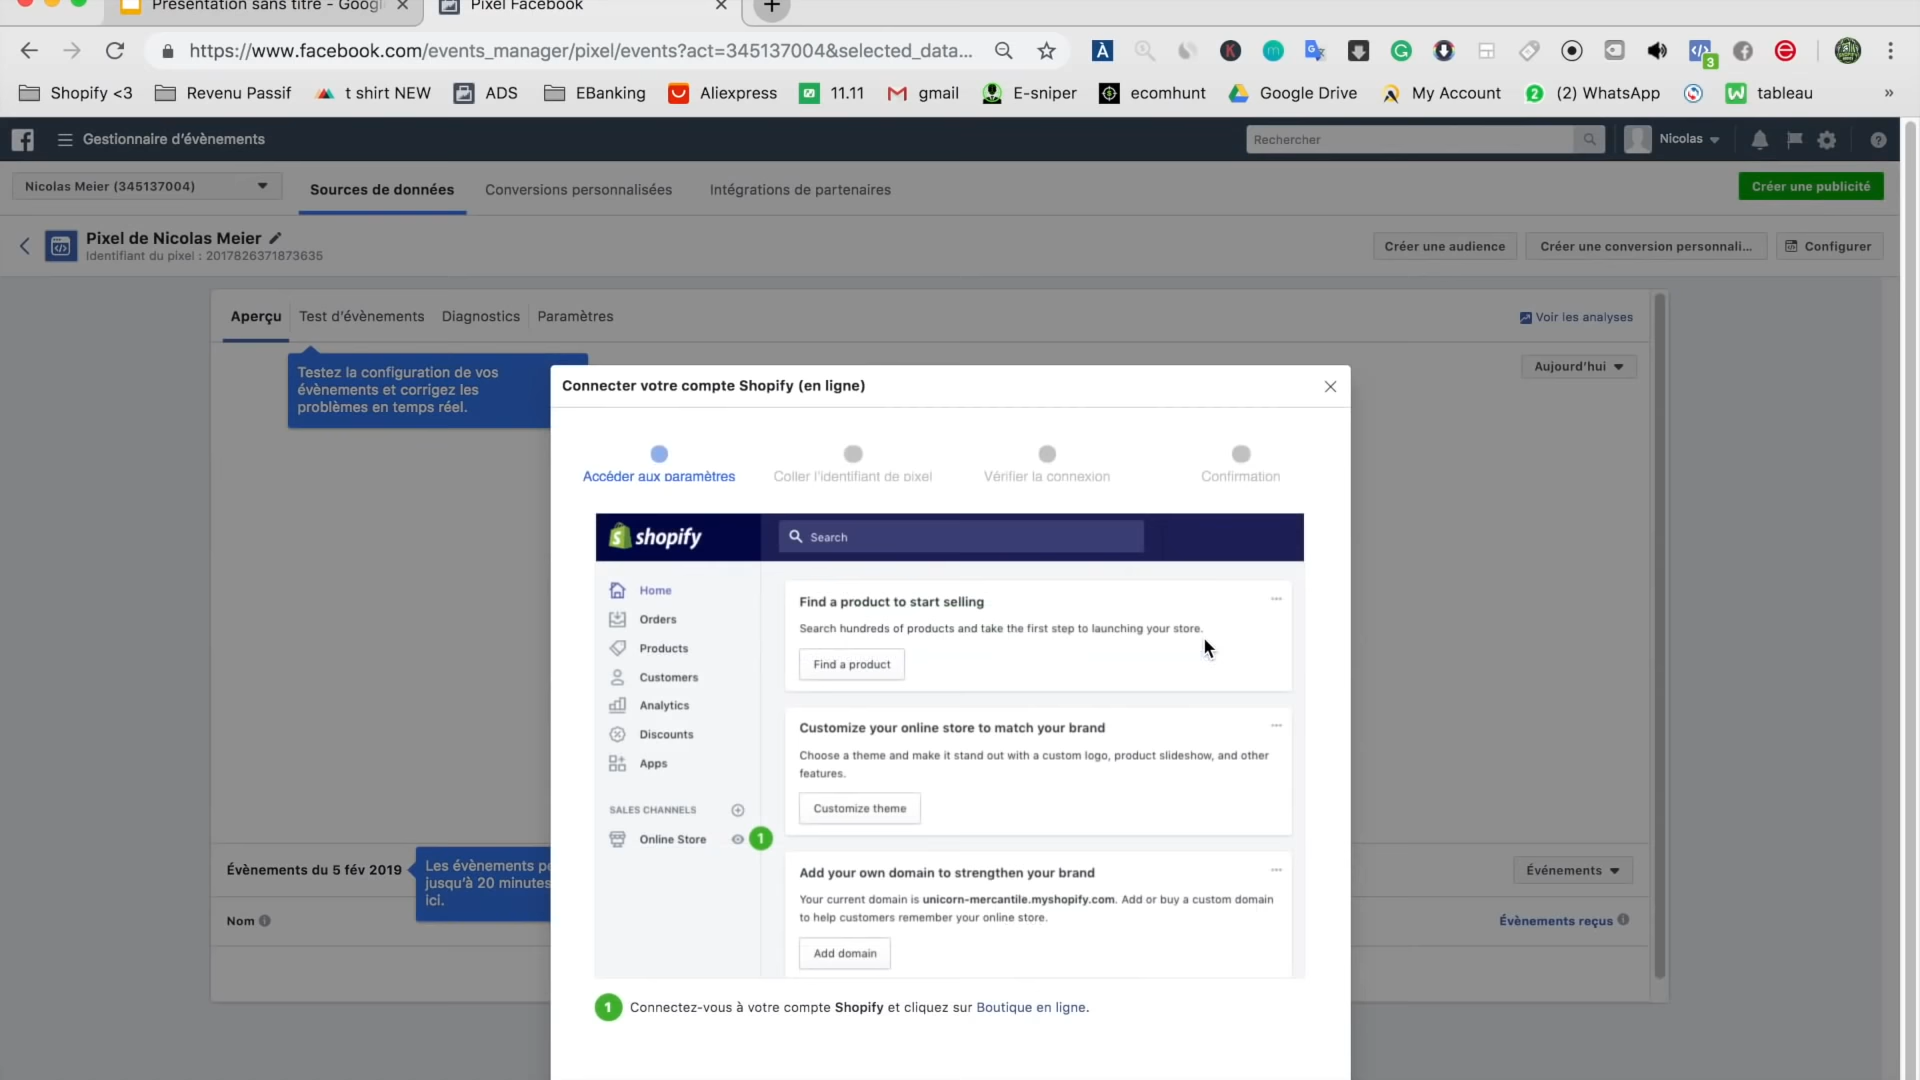 Présentation sans titre - Googl
Pixel Facebook
https://www.facebook.com/events_manager/pixel/events?act=345137004&selected_data...
3
Shopify <3
Revenu Passif
t shirt NEW
ADS
EBanking
Aliexpress
11.11
gmail
E-sniper
ecomhunt
Google Drive
My Account
(2) WhatsApp
tableau
»
Gestionnaire d'évènements
Rechercher
Nicolas
Nicolas Meier (345137004)
Sources de données
Conversions personnalisées
Intégrations de partenaires
Créer une publicité
Pixel de Nicolas Meier
Identifiant du pixel : 2017826371873635
Créer une audience
Créer une conversion personnali...
Configurer
Aperçu
Test d'évènements
Diagnostics
Paramètres
Voir les analyses
Testez la configuration de vos
évènements et corrigez les
problèmes en temps réel.
Aujourd'hui
Connecter votre compte Shopify (en ligne)
Accéder aux paramètres
Coller l'identifiant de pixel
Vérifier la connexion
Confirmation
shopify
Search
Home
Orders
Products
Customers
Analytics
Discounts
Apps
SALES CHANNELS
Online Store
1
Find a product to start selling
Search hundreds of products and take the first step to launching your store.
Find a product
Customize your online store to match your brand
Choose a theme and make it stand out with a custom logo, product slideshow, and other
features.
Customize theme
Add your own domain to strengthen your brand
Your current domain is unicorn-mercantile.myshopify.com. Add or buy a custom domain
to help customers remember your online store.
Add domain
1 Connectez-vous à votre compte Shopify et cliquez sur Boutique en ligne.
Évènements du 5 fév 2019
Les évènements pe
jusqu'à 20 minutes
ici.
Événements
Nom
Évènements reçus